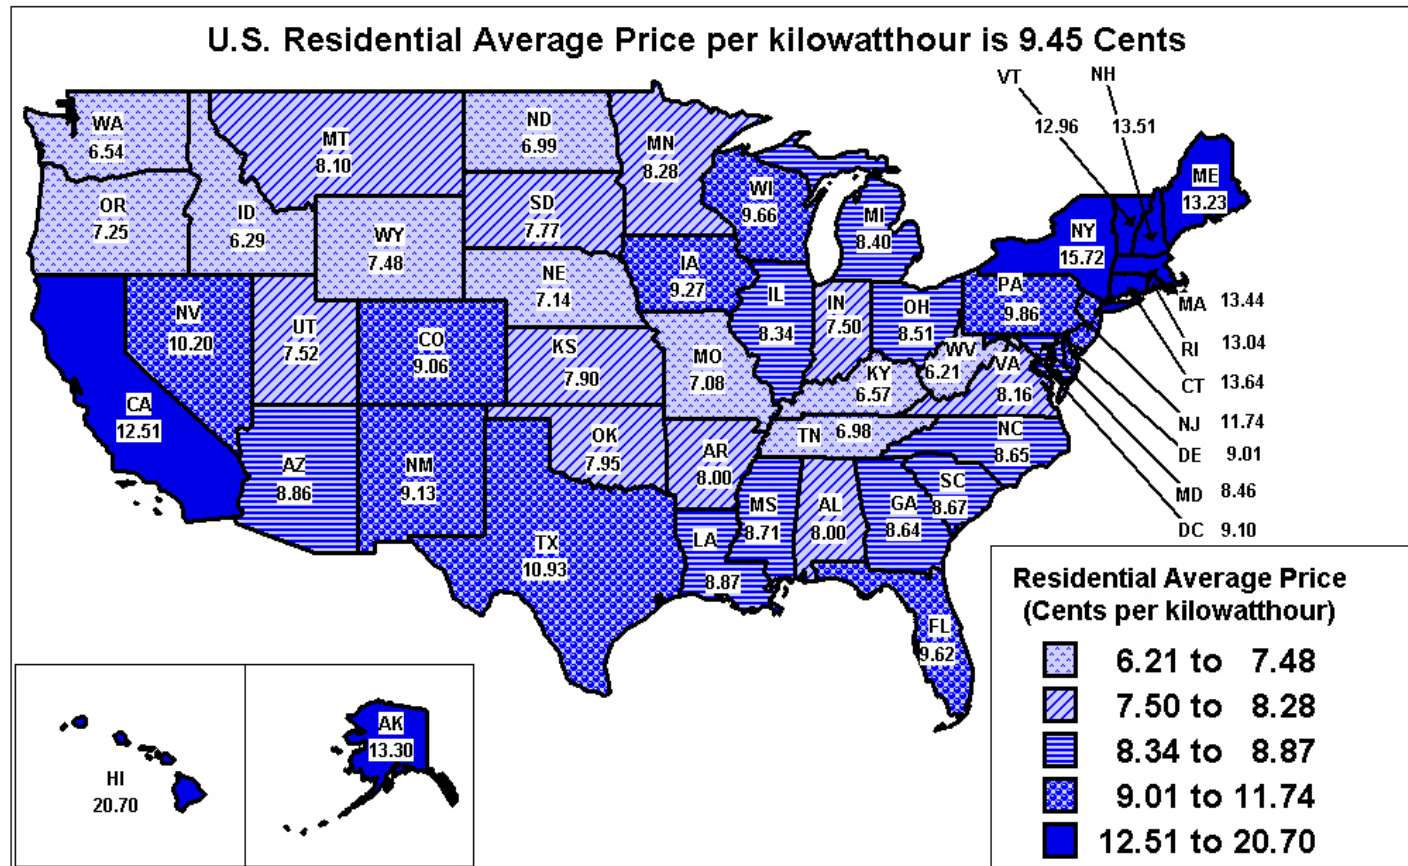 U.S. Residential Average Price per kilowatthour is 9.45 Cents
VT
12.96
NH
13.51
WA
6.54
MT
8.10
ND
6.99
MN
8.28
ME
13.23
OR
7.25
ID
6.29
WY
7.48
SD
7.77
WI
9.66
MI
8.40
NY
15.72
NE
7.14
IA
9.27
IL
8.34
IN
7.50
OH
8.51
PA
9.86
MA 13.44
RI 13.04
CT 13.64
NJ 11.74
DE 9.01
MD 8.46
DC 9.10
NV
10.20
UT
7.52
CO
9.06
KS
7.90
MO
7.08
KY
6.57
WV
6.21
VA
8.16
CA
12.51
AZ
8.86
NM
9.13
OK
7.95
AR
8.00
TN 6.98
NC
8.65
SC
8.67
MS
8.71
AL
8.00
GA
8.64
TX
10.93
LA
8.87
FL
9.62
HI
20.70
AK
13.30
Residential Average Price
(Cents per kilowatthour)
6.21 to 7.48
7.50 to 8.28
8.34 to 8.87
9.01 to 11.74
12.51 to 20.70